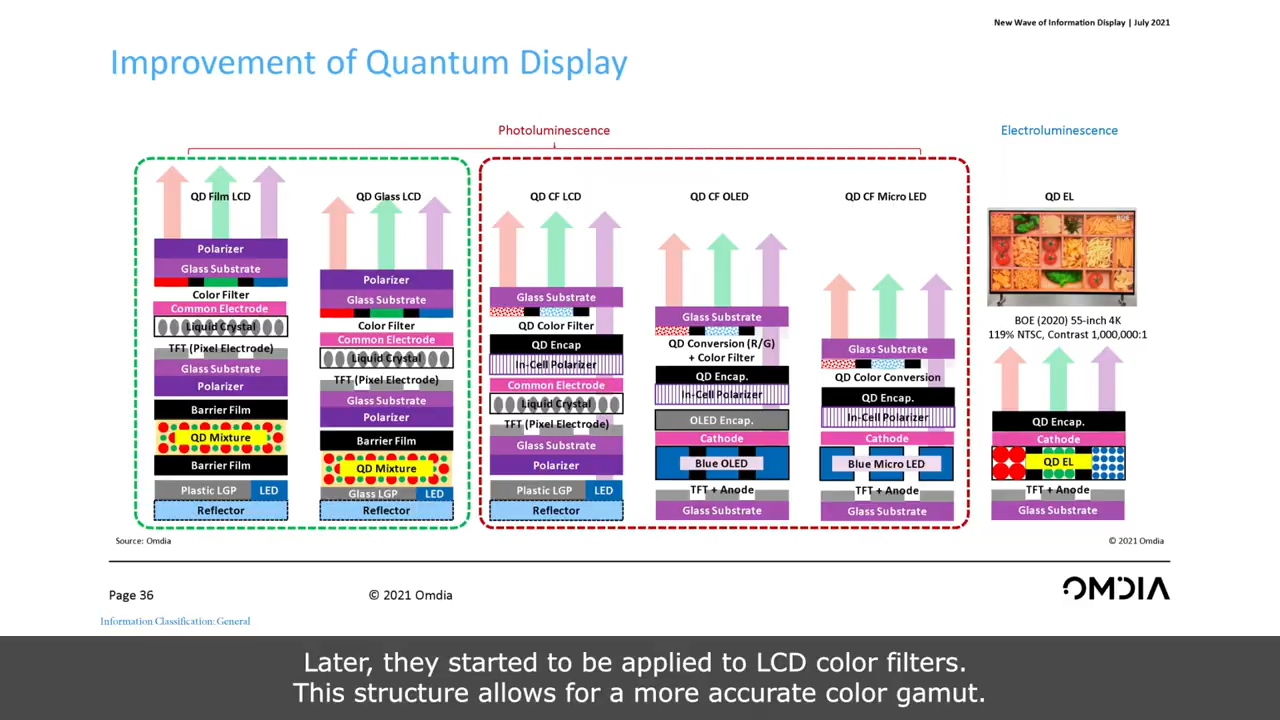 New Wave of Information Display | July 2021
Improvement of Quantum Display
Photoluminescence
Electroluminescence
QD Film LCD
Polarizer
Glass Substrate
Color Filter
Common Electrode
Liquid Crystal
TFT (Pixel Electrode)
Glass Substrate
Polarizer
Barrier Film
QD Mixture
Barrier Film
Plastic LGP
LED
Reflector
QD Glass LCD
Polarizer
Glass Substrate
Color Filter
Common Electrode
Liquid Crystal
TFT (Pixel Electrode)
Glass Substrate
Polarizer
Barrier Film
QD Mixture
Glass LGP
LED
Reflector
QD CF LCD
Glass Substrate
QD Color Filter
QD Encap
In-Cell Polarizer
Common Electrode
Liquid Crystal
TFT (Pixel Electrode)
Glass Substrate
Polarizer
Plastic LGP
LED
Reflector
QD CF OLED
Glass Substrate
QD Conversion (R/G)
+ Color Filter
QD Encap.
In-Cell Polarizer
OLED Encap.
Cathode
Blue OLED
TFT + Anode
Glass Substrate
QD CF Micro LED
Glass Substrate
QD Color Conversion
QD Encap.
In-Cell Polarizer
Cathode
Blue Micro LED
TFT + Anode
Glass Substrate
QD EL
BOE
BOE (2020) 55-inch 4K
119% NTSC, Contrast 1,000,000:1
QD Encap.
Cathode
QD EL
TFT + Anode
Glass Substrate
Source: Omdia
© 2021 Omdia
Page 36
© 2021 Omdia
OMDIA
Information Classification: General
Later, they started to be applied to LCD color filters.
This structure allows for a more accurate color gamut.